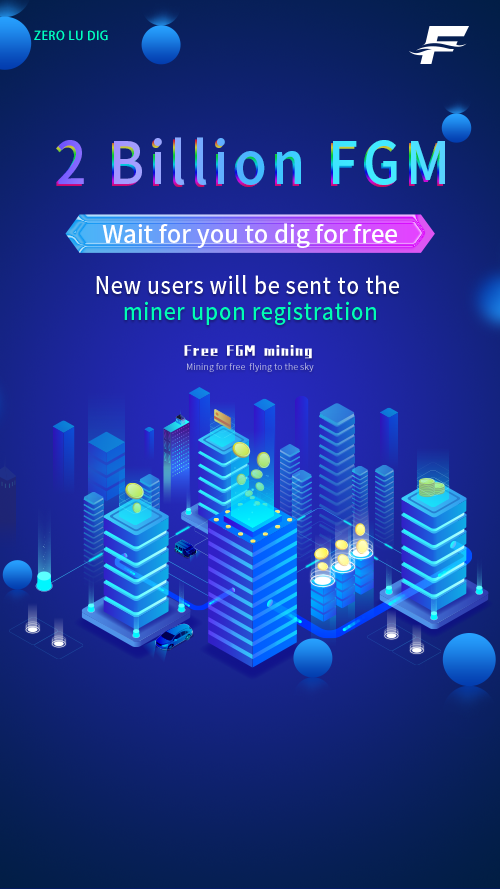 ZERO LU DIG
2 Billion FGM
Wait for you to dig for free
New users will be sent to the
miner upon registration
Free FGM mining
Mining for free flying to the sky